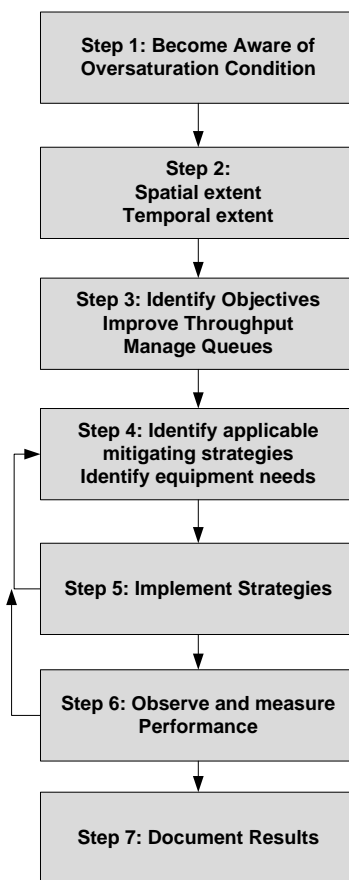 Step 1: Become Aware of
Oversaturation Condition
Step 2:
Spatial extent
Temporal extent
Step 3: Identify Objectives
Improve Throughput
Manage Queues
Step 4: Identify applicable
mitigating strategies
Identify equipment needs
Step 5: Implement Strategies
Step 6: Observe and measure
Performance
Step 7: Document Results